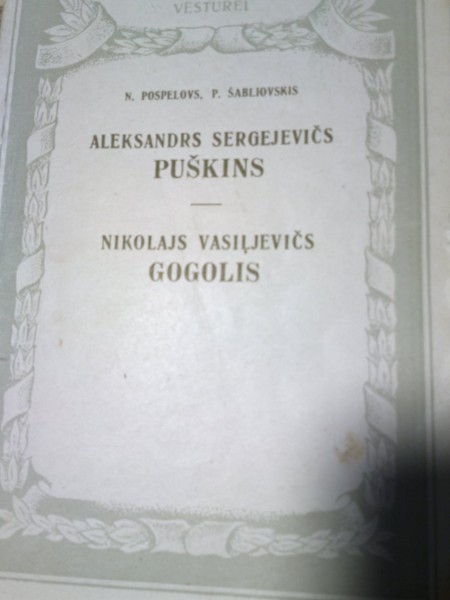 VĒSTUREI
N. POSPELOVS, P. ŠABLIOVSKIS
ALEKSANDRS SERGEJEVIČS
PUŠKINS
NIKOLAJS VASIĻJEVIČS
GOGOLIS